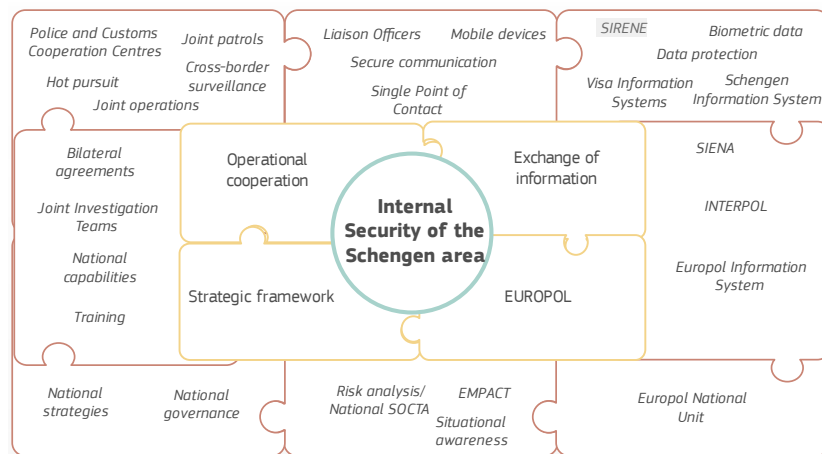 Police and Customs
Cooperation Centres
Joint patrols
Hot pursuit
Cross-border
surveillance
Joint operations
Liaison Officers
Mobile devices
Secure communication
Single Point of
Contact
SIRENE
Biometric data
Data protection
Visa Information
Systems
Schengen
Information System
Bilateral
agreements
Joint Investigation
Teams
National
capabilities
Training
Operational
cooperation
Exchange of
information
Internal
Security of the
Schengen area
Strategic framework
EUROPOL
SIENA
INTERPOL
Europol Information
System
National
strategies
National
governance
Risk analysis/
National SOCTA
EMPACT
Situational
awareness
Europol National
Unit